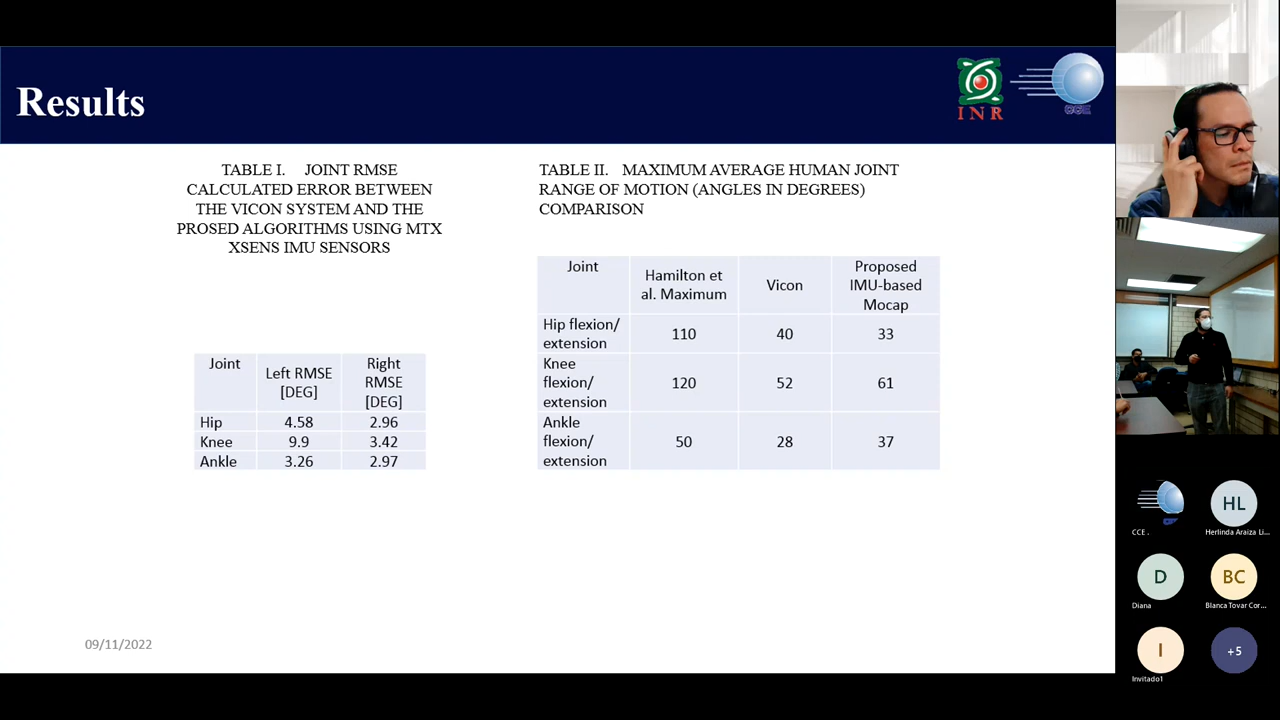 Results
INR
CCE
TABLE I. JOINT RMSE
CALCULATED ERROR BETWEEN
THE VICON SYSTEM AND THE
PROSED ALGORITHMS USING MTX
XSENS IMU SENSORS
Joint
Left RMSE
[DEG]
Right
RMSE
[DEG]
Hip 4.58 2.96
Knee 9.9 3.42
Ankle 3.26 2.97
TABLE II. MAXIMUM AVERAGE HUMAN JOINT
RANGE OF MOTION (ANGLES IN DEGREES)
COMPARISON
Joint
Hamilton et
al. Maximum
Vicon
Proposed
IMU-based
Mocap
Hip flexion/
extension
110 40 33
Knee
flexion/
extension
120 52 61
Ankle
flexion/
extension
50 28 37
09/11/2022
CCE .
HL
Herlinda Araiza Li...
D
Diana
BC
Blanca Tovar Cor...
I
Invitado1
+5